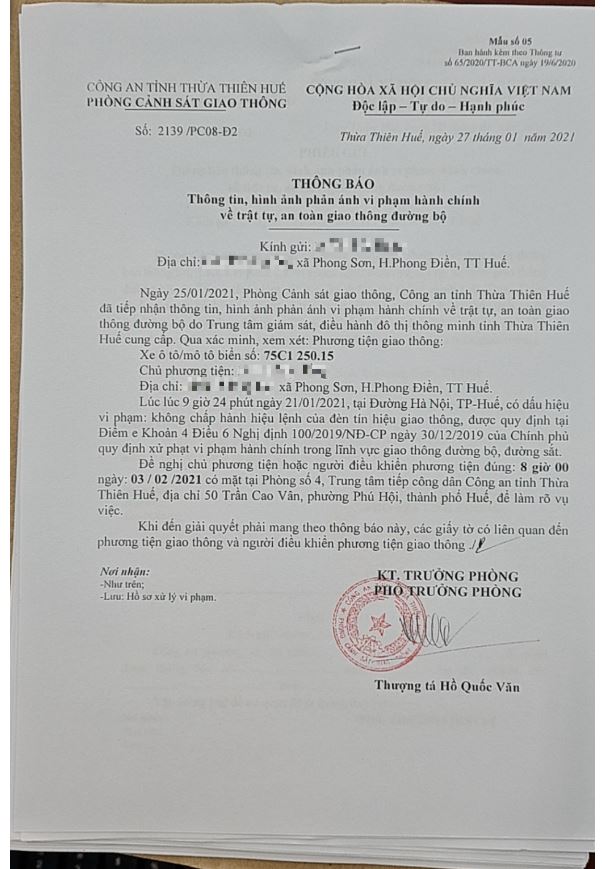 Mẫu số 05
Ban hành kèm theo Thông tư
số 65/2020/TT-BCA ngày 19/6/2020
CÔNG AN TỈNH THỪA THIÊN HUẾ
PHÒNG CẢNH SÁT GIAO THÔNG
Số: 2139 /PC08-Đ2
CỘNG HÒA XÃ HỘI CHỦ NGHĨA VIỆT NAM
Độc lập – Tự do – Hạnh phúc
Thừa Thiên Huế, ngày 27 tháng 01 năm 2021
THÔNG BÁO
Thông tin, hình ảnh phản ánh vi phạm hành chính
về trật tự, an toàn giao thông đường bộ
Kính gửi:
Địa chỉ: xã Phong Sơn, H.Phong Điền, TT Huế.
Ngày 25/01/2021, Phòng Cảnh sát giao thông, Công an tỉnh Thừa Thiên Huế
đã tiếp nhận thông tin, hình ảnh phản ánh vi phạm hành chính về trật tự, an toàn giao
thông đường bộ do Trung tâm giám sát, điều hành đô thị thông minh tỉnh Thừa Thiên
Huế cung cấp. Qua xác minh, xem xét: Phương tiện giao thông:
Xe ô tô/mô tô biển số: 75C1 250.15
Chủ phương tiện:
Địa chỉ: xã Phong Sơn, H.Phong Điền, TT Huế.
Lúc lúc 9 giờ 24 phút ngày 21/01/2021, tại Đường Hà Nội, TP-Huế, có dấu hiệu
vi phạm: không chấp hành hiệu lệnh của đèn tín hiệu giao thông, được quy định tại
Điểm e Khoản 4 Điều 6 Nghị định 100/2019/NĐ-CP ngày 30/12/2019 của Chính phủ
quy định xử phạt vi phạm hành chính trong lĩnh vực giao thông đường bộ, đường sắt.
Đề nghị chủ phương tiện hoặc người điều khiển phương tiện đúng: 8 giờ 00
ngày: 03 / 02 /2021 có mặt tại Phòng số 4, Trung tâm tiếp công dân Công an tỉnh Thừa
Thiên Huế, địa chỉ 50 Trần Cao Vân, phường Phú Hội, thành phố Huế, để làm rõ vụ
việc.
Khi đến giải quyết phải mang theo thông báo này, các giấy tờ có liên quan đến
phương tiện giao thông và người điều khiển phương tiện giao thông ./.
Nơi nhận:
-Như trên;
-Lưu: Hồ sơ xử lý vi phạm.
KT. TRƯỞNG PHÒNG
PHÓ TRƯỞNG PHÒNG
Thượng tá Hồ Quốc Văn